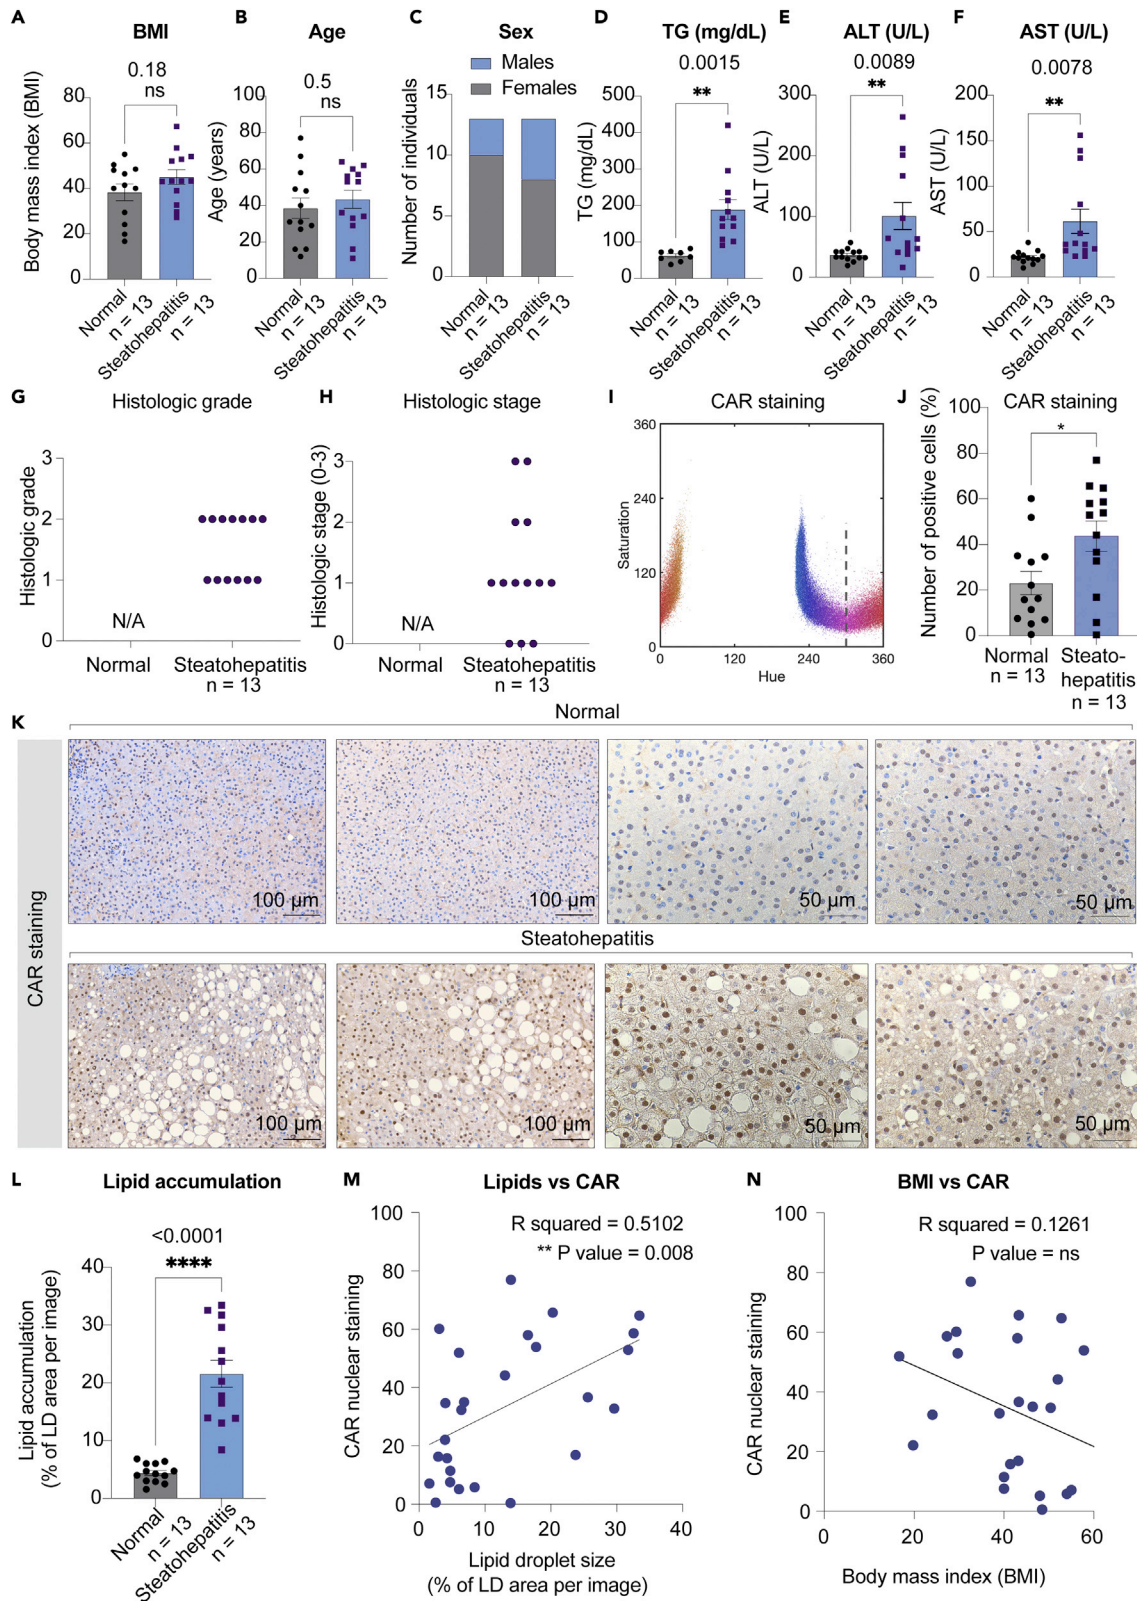 A
BMI
0.18
ns
Body mass index (BMI)
80
60
40
20
0
Normal
n = 13
Steatohepatitis
n = 13
B
Age
0.5
ns
Age (years)
100
80
60
40
20
0
Normal
n = 13
Steatohepatitis
n = 13
C
Sex
Males
Females
Number of individuals
15
10
5
0
Normal
n = 13
Steatohepatitis
n = 13
D
TG (mg/dL)
0.0015
**
TG (mg/dL)
500
400
300
200
100
0
Normal
n = 13
Steatohepatitis
n = 13
E
ALT (U/L)
0.0089
**
ALT (U/L)
300
200
100
0
Normal
n = 13
Steatohepatitis
n = 13
F
AST (U/L)
0.0078
**
AST (U/L)
200
150
100
50
0
Normal
n = 13
Steatohepatitis
n = 13
G
Histologic grade
Histologic grade
3
2
1
0
N/A
Normal
Steatohepatitis
n = 13
H
Histologic stage
Histologic stage (0-3)
3
2
1
0
N/A
Normal
Steatohepatitis
n = 13
I
CAR staining
Saturation
360
240
120
0
0
120
240
300
360
Hue
J
CAR staining
*
Number of positive cells (%)
100
80
60
40
20
0
Normal
n = 13
Steato-
hepatitis
n = 13
K
Normal
CAR staining
100 µm
100 µm
50 µm
50 µm
Steatohepatitis
100 µm
100 µm
50 µm
50 µm
L
Lipid accumulation
<0.0001
****
Lipid accumulation
(% of LD area per image)
40
30
20
10
0
Normal
n = 13
Steatohepatitis
n = 13
M
Lipids vs CAR
R squared = 0.5102
** P value = 0.008
CAR nuclear staining
100
80
60
40
20
0
0
10
20
30
40
Lipid droplet size
(% of LD area per image)
N
BMI vs CAR
R squared = 0.1261
P value = ns
CAR nuclear staining
100
80
60
40
20
0
0
20
40
60
Body mass index (BMI)